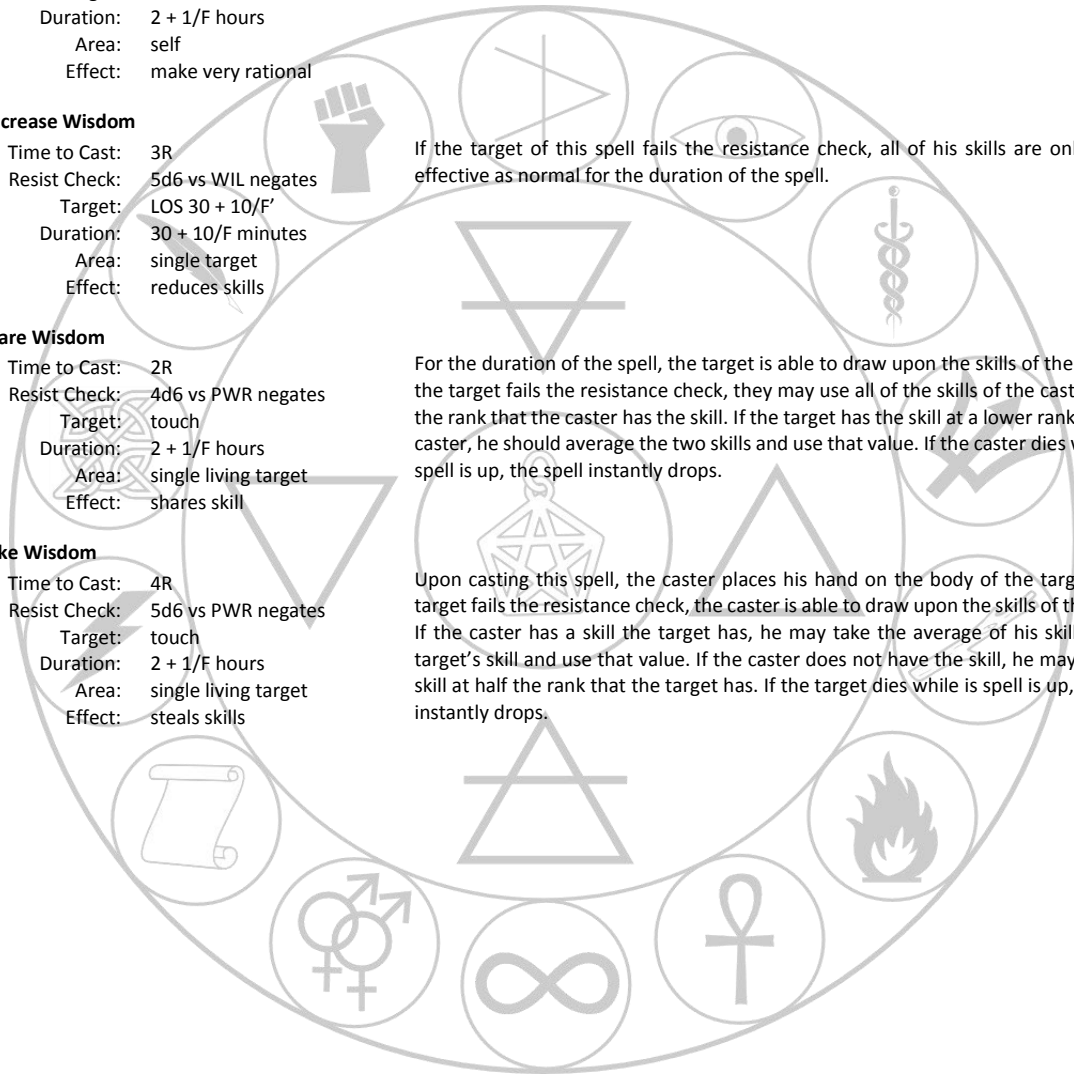 Duration: 2 + 1/F hours
Area: self
Effect: make very rational
crease Wisdom
Time to Cast: 3R
Resist Check: 5d6 vs WIL negates
Target: LOS 30 + 10/F’
Duration: 30 + 10/F minutes
Area: single target
Effect: reduces skills
If the target of this spell fails the resistance check, all of his skills are onl
effective as normal for the duration of the spell.
are Wisdom
Time to Cast: 2R
Resist Check: 4d6 vs PWR negates
Target: touch
Duration: 2 + 1/F hours
Area: single living target
Effect: shares skill
For the duration of the spell, the target is able to draw upon the skills of the
the target fails the resistance check, they may use all of the skills of the cast
the rank that the caster has the skill. If the target has the skill at a lower rank
caster, he should average the two skills and use that value. If the caster dies
spell is up, the spell instantly drops.
ke Wisdom
Time to Cast: 4R
Resist Check: 5d6 vs PWR negates
Target: touch
Duration: 2 + 1/F hours
Area: single living target
Effect: steals skills
Upon casting this spell, the caster places his hand on the body of the targ
target fails the resistance check, the caster is able to draw upon the skills of th
If the caster has a skill the target has, he may take the average of his skill
target’s skill and use that value. If the caster does not have the skill, he may
skill at half the rank that the target has. If the target dies while is spell is up,
instantly drops.